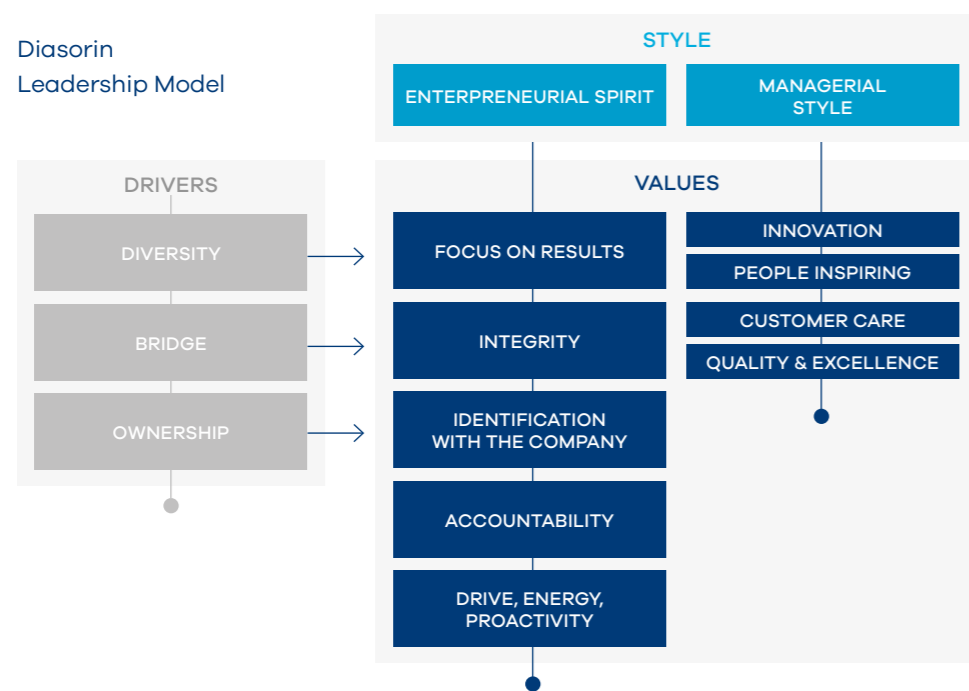 Diasorin
Leadership Model
STYLE
ENTERPRENEURIAL SPIRIT
MANAGERIAL
STYLE
DRIVERS
DIVERSITY
BRIDGE
OWNERSHIP
VALUES
FOCUS ON RESULTS
INTEGRITY
IDENTIFICATION
WITH THE COMPANY
ACCOUNTABILITY
DRIVE, ENERGY,
PROACTIVITY
INNOVATION
PEOPLE INSPIRING
CUSTOMER CARE
QUALITY & EXCELLENCE